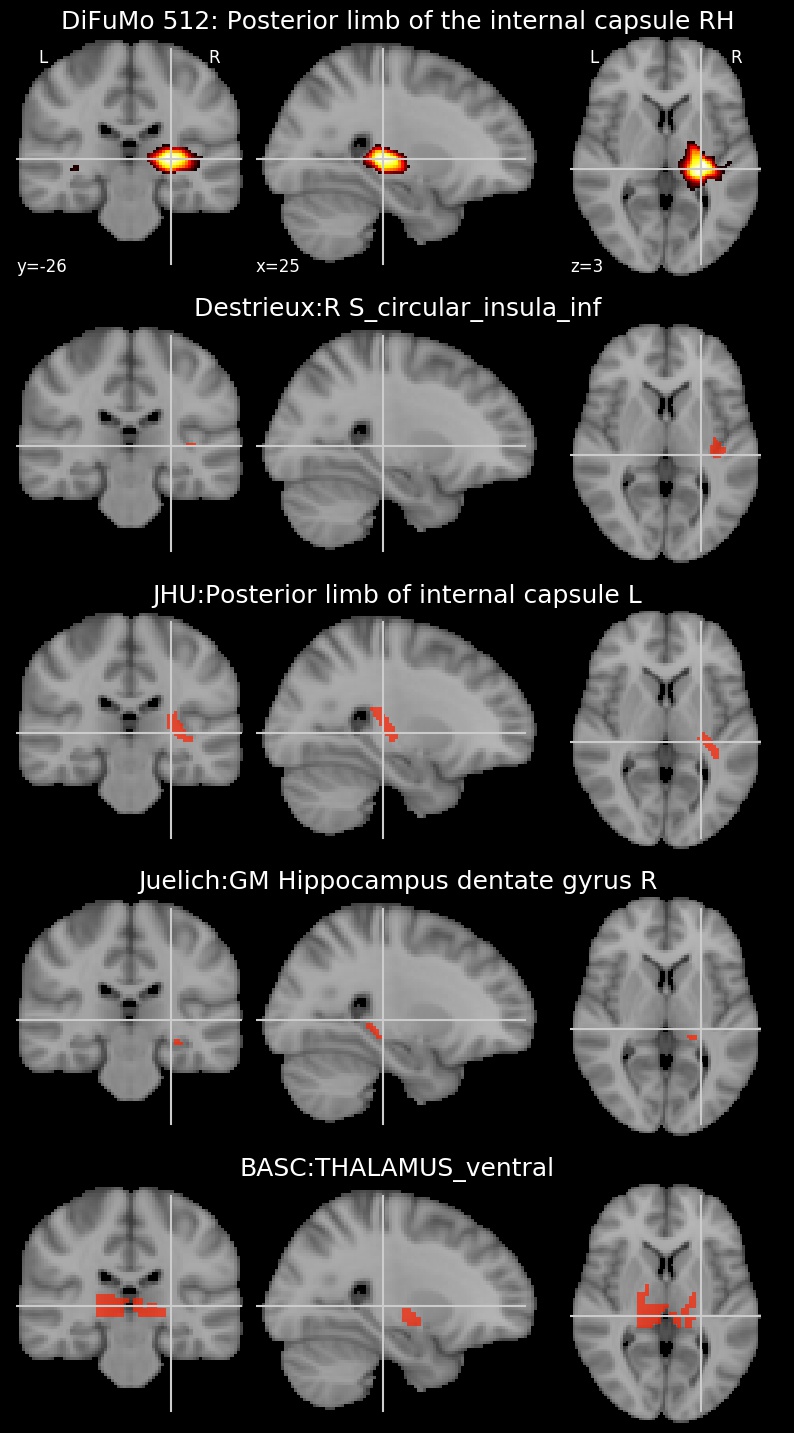 DiFuMo 512: Posterior limb of the internal capsule RH
L R L R
y=-26 x=25 z=3
Destrieux:R S_circular_insula_inf
JHU:Posterior limb of internal capsule L
Juelich:GM Hippocampus dentate gyrus R
BASC:THALAMUS_ventral